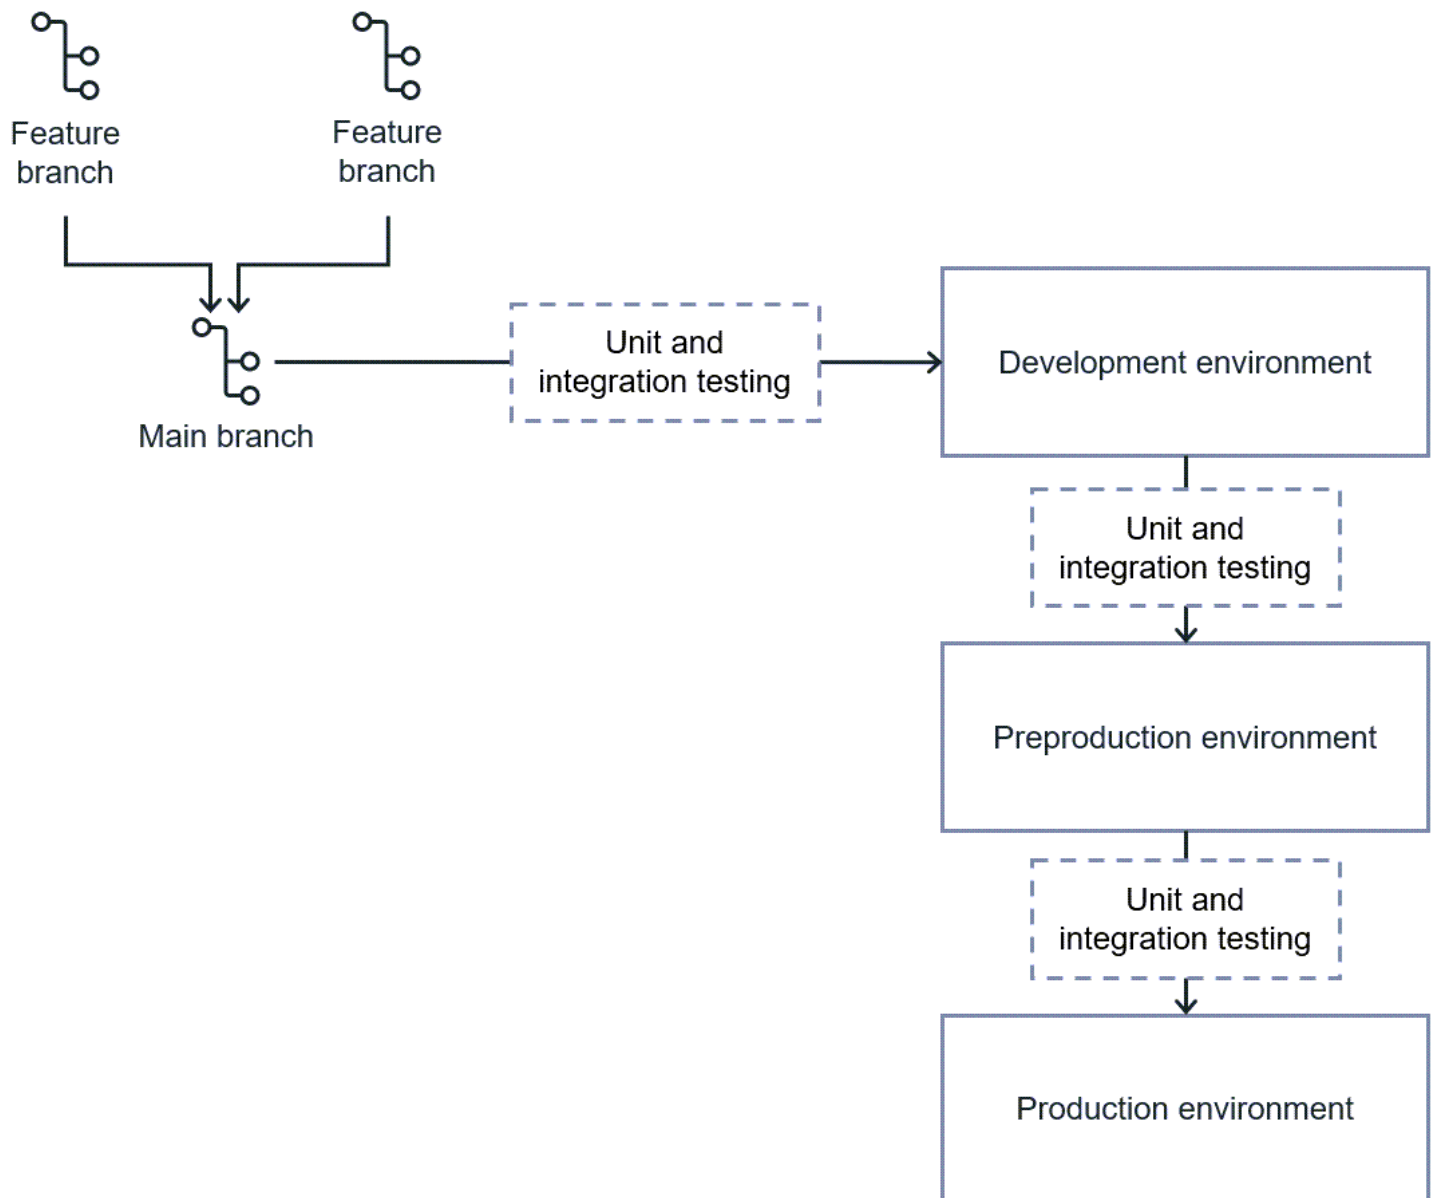 Feature
branch
Feature
branch
Main branch
Unit and
integration testing
Development environment
Unit and
integration testing
Preproduction environment
Unit and
integration testing
Production environment